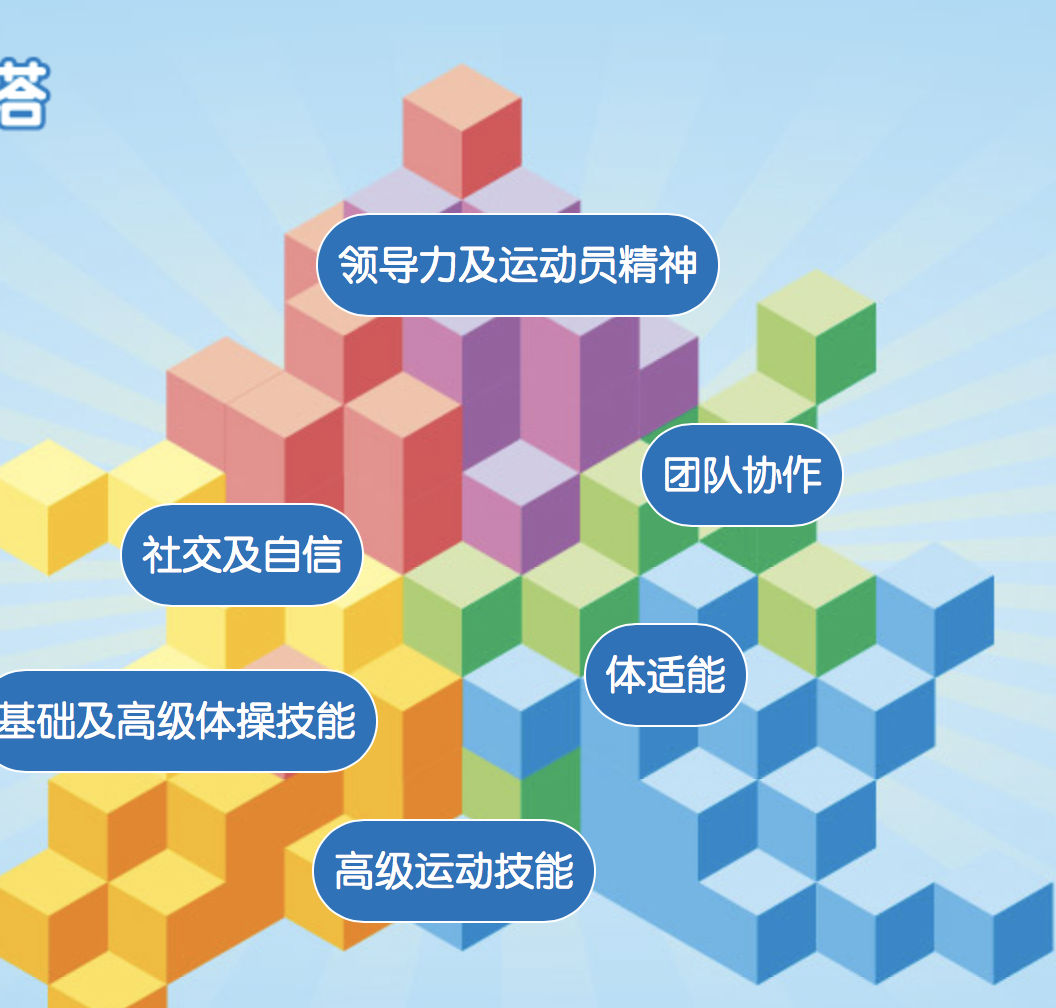 领导力及运动员精神
团队协作
社交及自信
体适能
基础及高级体操技能
高级运动技能